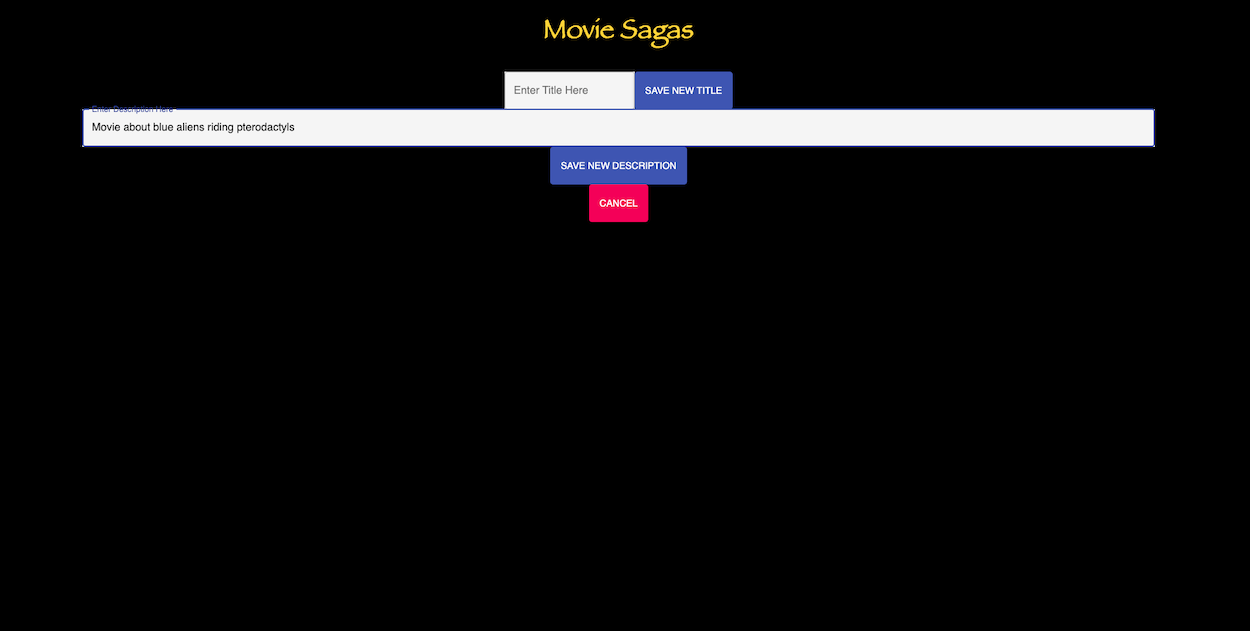 Movie Sagas
Enter Title Here SAVE NEW TITLE
Enter Description Here
Movie about blue aliens riding pterodactyls
SAVE NEW DESCRIPTION
CANCEL